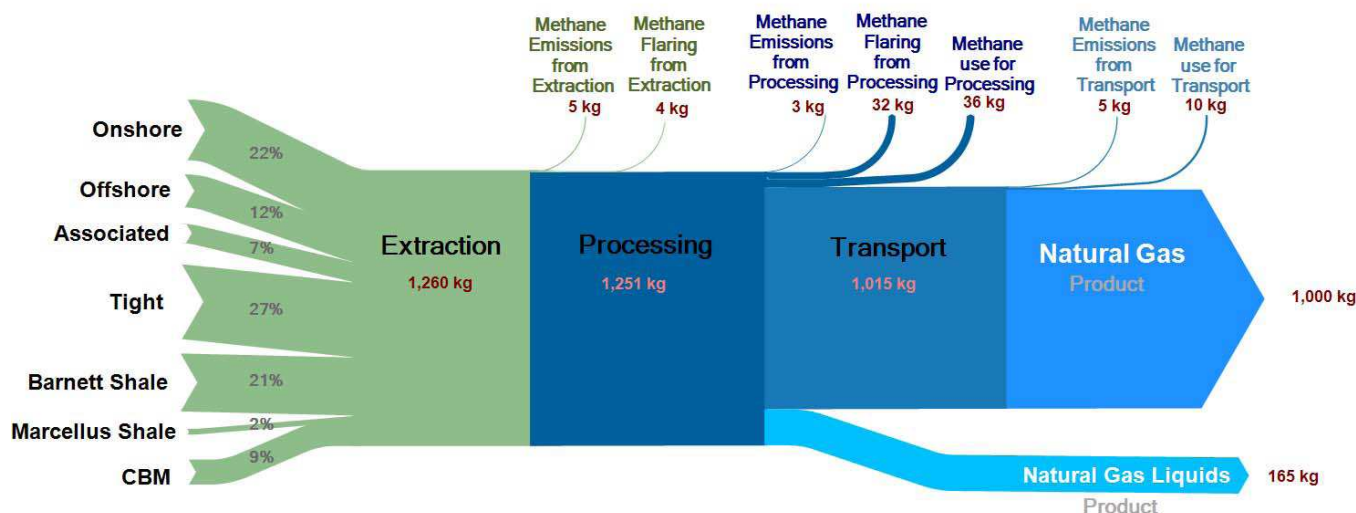 Methane
Emissions
from
Extraction
5 kg
Methane
Flaring
from
Extraction
4 kg
Methane
Emissions
from
Processing
3 kg
Methane
Flaring
from
Processing
32 kg
Methane
use for
Processing
36 kg
Methane
Emissions
from
Transport
5 kg
Methane
use for
Transport
10 kg
Onshore
22%
Offshore
12%
Associated
7%
Tight
27%
Barnett Shale
21%
Marcellus Shale
2%
CBM
9%
Extraction
1,260 kg
Processing
1,251 kg
Transport
1,015 kg
Natural Gas
Product
1,000 kg
Natural Gas Liquids
Product
165 kg